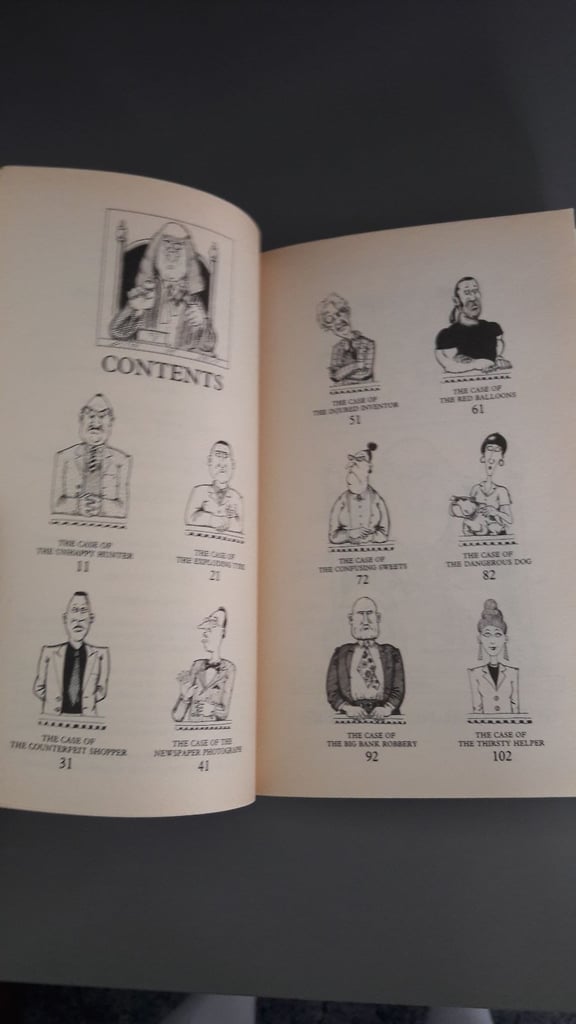 CONTENTS
THE CASE OF
THE UNHAPPY HUNTER
11
THE CASE OF
THE EXPLODING
21
THE CASE OF
THE COUNTERFEIT SHOPPER
31
THE CASE OF THE
NEWSPAPER PHOTOGRAPH
41
THE CASE OF
THE INJURED INVENTOR
51
THE CASE OF
THE RED BALLOONS
61
THE CASE OF
THE CONFUSING SWEETS
72
THE CASE OF
THE DANGEROUS DOG
82
THE CASE OF
THE BIG BANK ROBBERY
92
THE CASE OF
THE THIRSTY HELPER
102